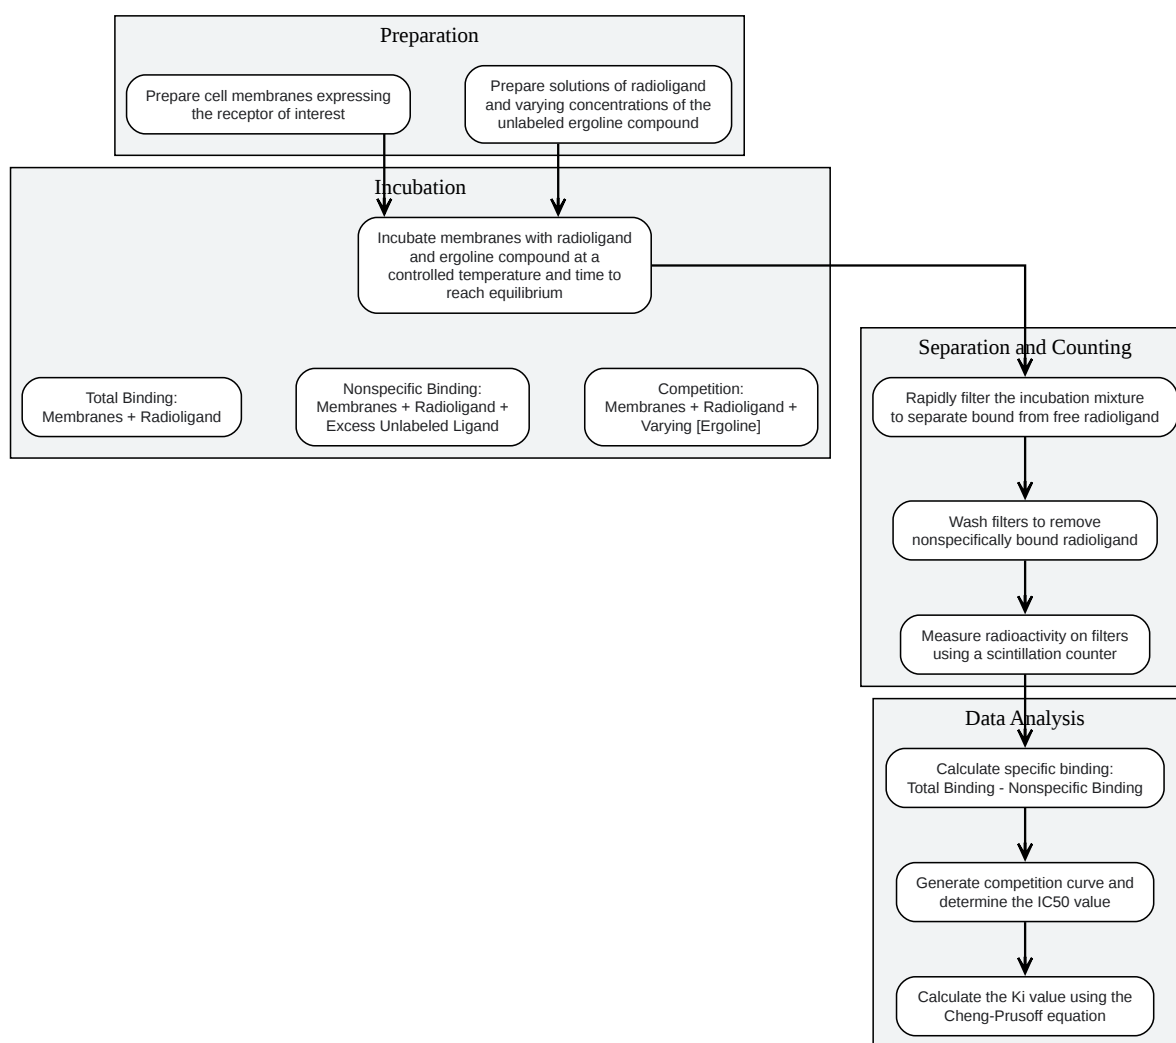 Preparation
Prepare cell membranes expressing
the receptor of interest
Prepare solutions of radioligand
and varying concentrations of the
unlabeled ergoline compound
Incubation
Incubate membranes with radioligand
and ergoline compound at a
controlled temperature and time to
reach equilibrium
Total Binding:
Membranes + Radioligand
Nonspecific Binding:
Membranes + Radioligand +
Excess Unlabeled Ligand
Competition:
Membranes + Radioligand +
Varying [Ergoline]
Separation and Counting
Rapidly filter the incubation mixture
to separate bound from free radioligand
Wash filters to remove
nonspecifically bound radioligand
Measure radioactivity on filters
using a scintillation counter
Data Analysis
Calculate specific binding:
Total Binding - Nonspecific Binding
Generate competition curve and
determine the IC50 value
Calculate the Ki value using the
Cheng-Prusoff equation